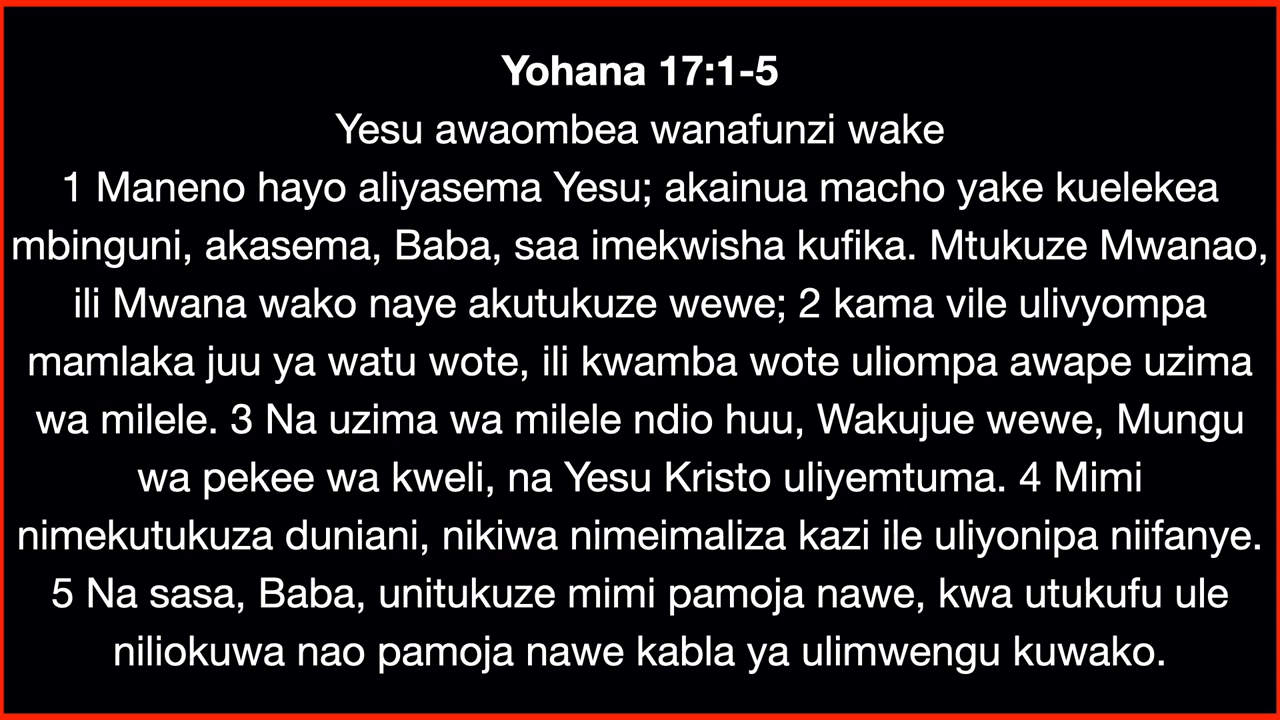 Yohana 17:1-5
Yesu awaombea wanafunzi wake
1 Maneno hayo aliyasema Yesu; akainua macho yake kuelekea
mbinguni, akasema, Baba, saa imekwisha kufika. Mtukuze Mwanao,
ili Mwana wako naye akutukuze wewe; 2 kama vile ulivyompa
mamlaka juu ya watu wote, ili kwamba wote uliompa awape uzima
wa milele. 3 Na uzima wa milele ndio huu, Wakujue wewe, Mungu
wa pekee wa kweli, na Yesu Kristo uliyemtuma. 4 Mimi
nimekutukuza duniani, nikiwa nimeimaliza kazi ile uliyonipa niifanye.
5 Na sasa, Baba, unitukuze mimi pamoja nawe, kwa utukufu ule
niliokuwa nao pamoja nawe kabla ya ulimwengu kuwako.